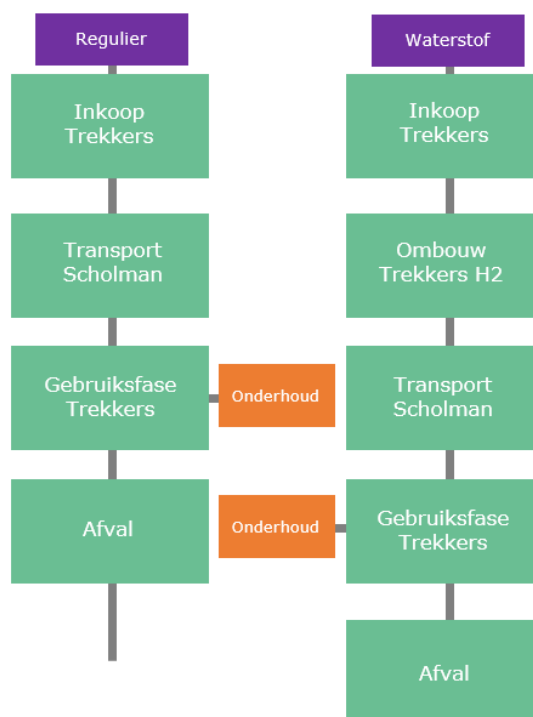 Regulier
Inkoop
Trekkers
Transport
Scholman
Gebruiksfase
Trekkers
Onderhoud
Afval
Waterstof
Inkoop
Trekkers
Ombouw
Trekkers H2
Transport
Scholman
Gebruiksfase
Trekkers
Onderhoud
Afval